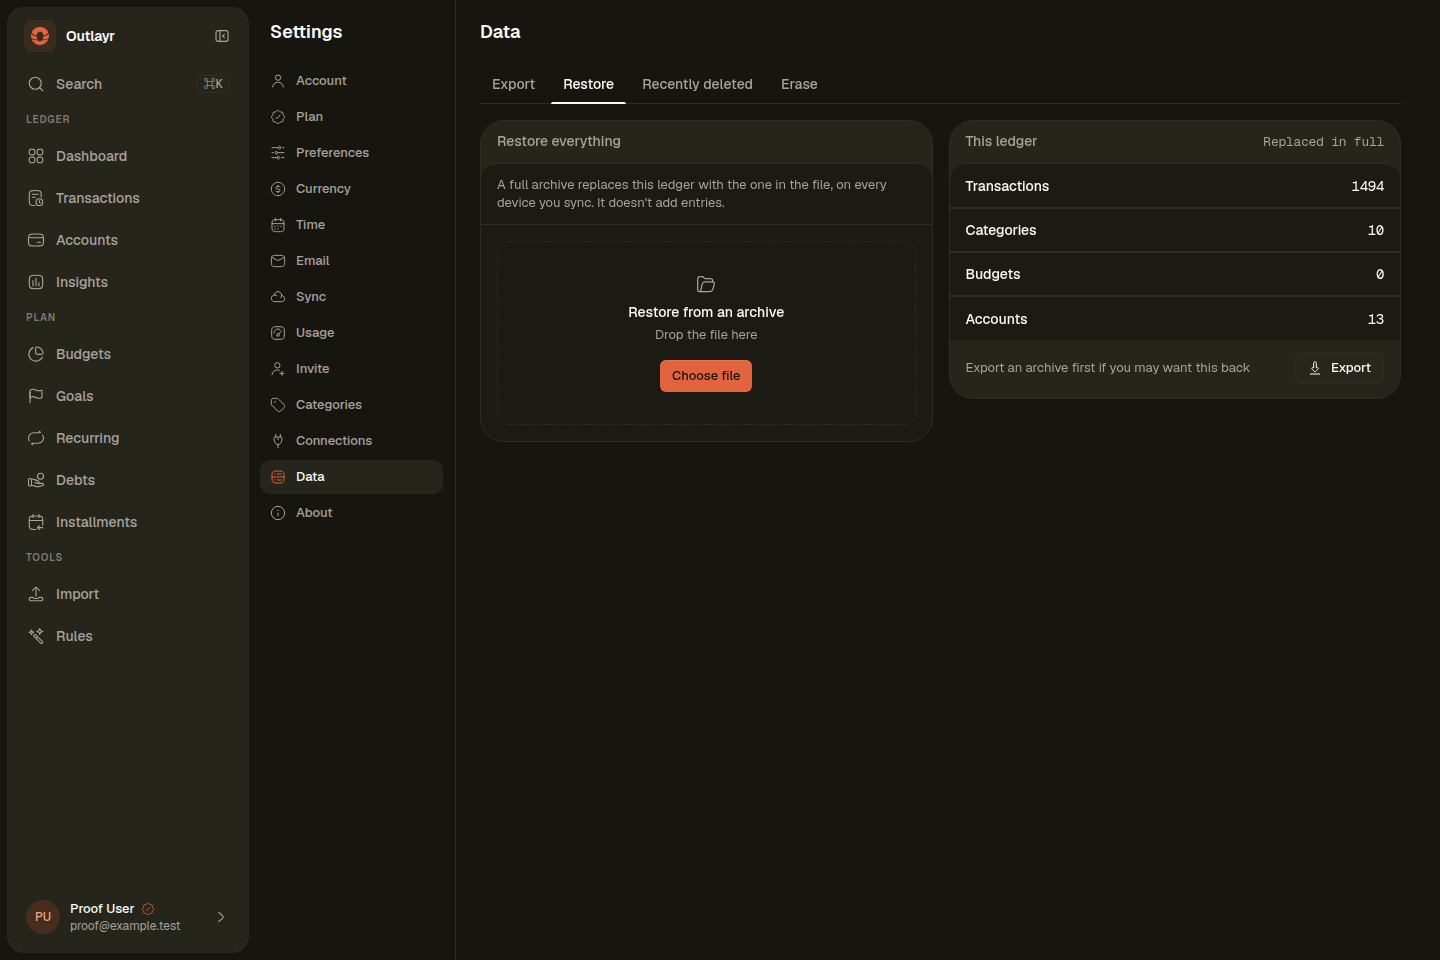 Outlayr
Search
⌘K
LEDGER
Dashboard
Transactions
Accounts
Insights
PLAN
Budgets
Goals
Recurring
Debts
Installments
TOOLS
Import
Rules
PU
Proof User
proof@example.test
Settings
Account
Plan
Preferences
Currency
Time
Email
Sync
Usage
Invite
Categories
Connections
Data
About
Data
Export
Restore
Recently deleted
Erase
Restore everything
A full archive replaces this ledger with the one in the file, on every
device you sync. It doesn't add entries.
Restore from an archive
Drop the file here
Choose file
This ledger
Replaced in full
Transactions 1494
Categories 10
Budgets 0
Accounts 13
Export an archive first if you may want this back
Export